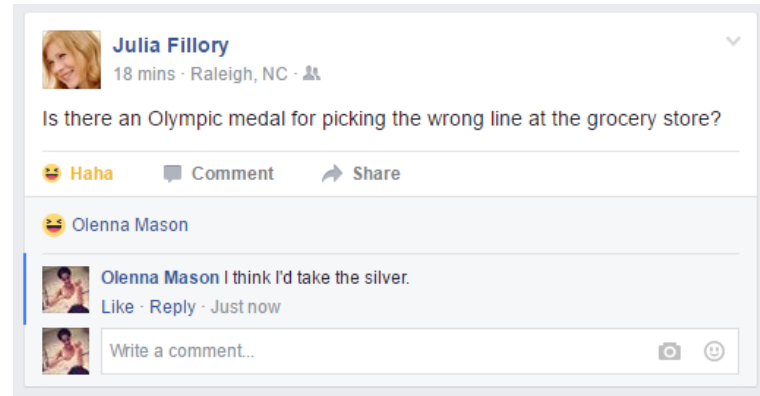 Julia Fillory
18 mins · Raleigh, NC ·
Is there an Olympic medal for picking the wrong line at the grocery store?
Haha Comment Share
Olenna Mason
Olenna Mason I think I'd take the silver.
Like · Reply · Just now
Write a comment...